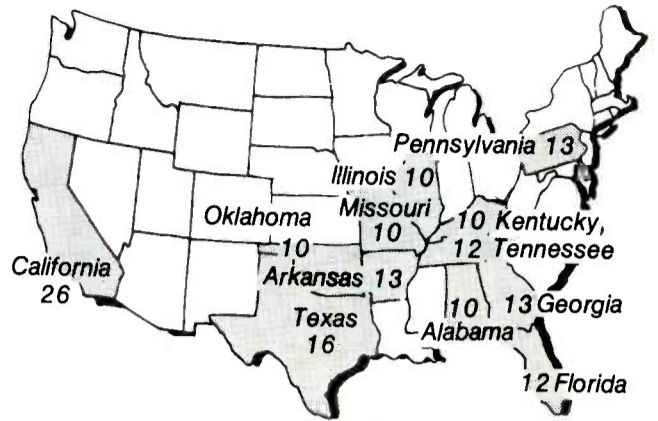 Pennsylvania 13
Illinois 10
Missouri
10
Oklahoma
10
10 Kentucky,
12 Tennessee
California
26
Arkansas 13
Texas
16
10
Alabama
13 Georgia
12 Florida